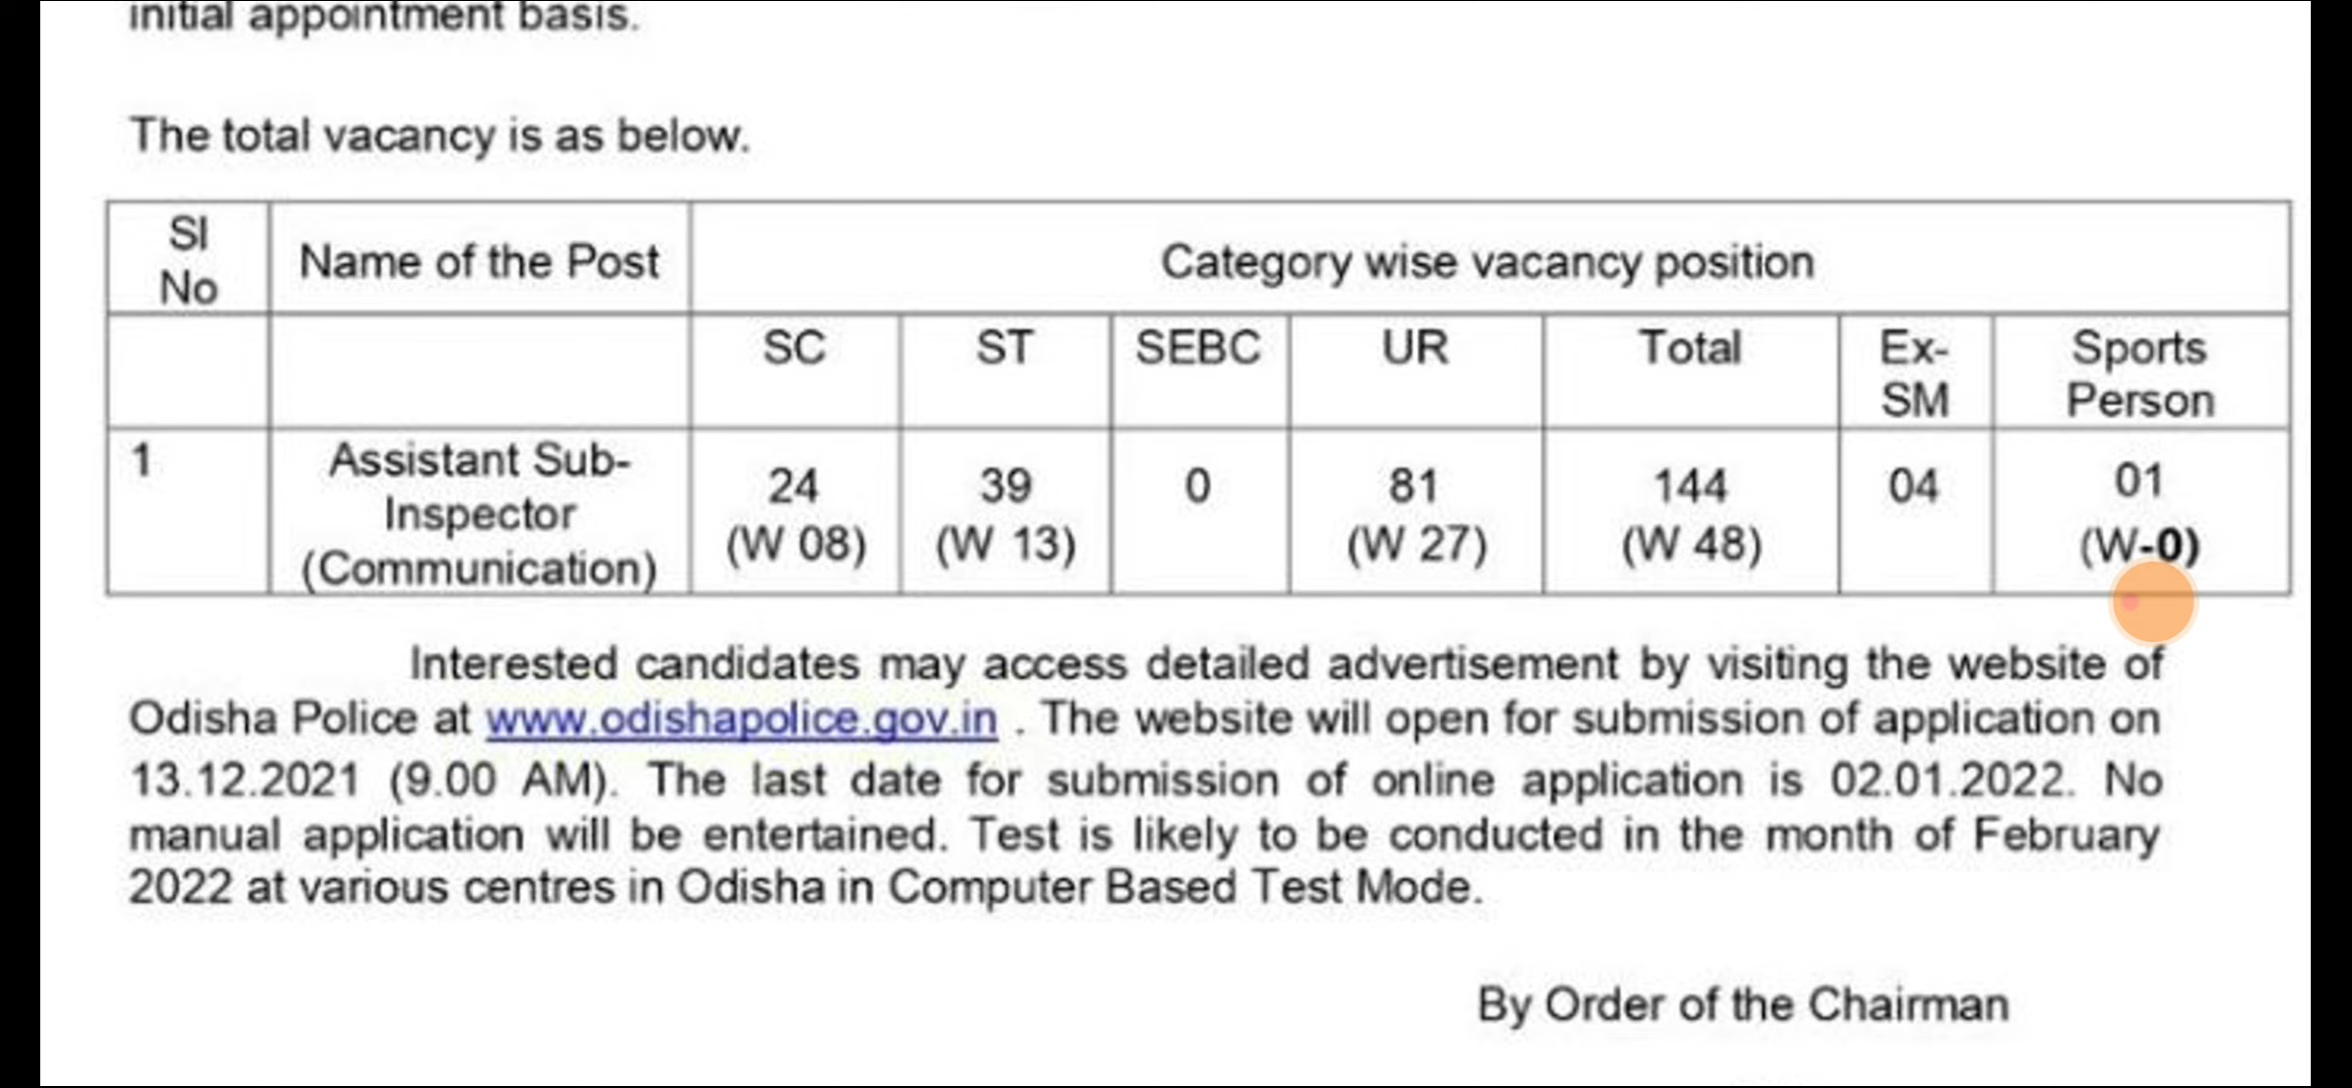 initial appointment basis.
The total vacancy is as below.
Sl No Name of the Post Category wise vacancy position
SC ST SEBC UR Total Ex-SM Sports Person
1 Assistant Sub-Inspector (Communication) 24 (W 08) 39 (W 13) 0 81 (W 27) 144 (W 48) 04 01 (W-0)
Interested candidates may access detailed advertisement by visiting the website of
Odisha Police at www.odishapolice.gov.in . The website will open for submission of application on
13.12.2021 (9.00 AM). The last date for submission of online application is 02.01.2022. No
manual application will be entertained. Test is likely to be conducted in the month of February
2022 at various centres in Odisha in Computer Based Test Mode.
By Order of the Chairman